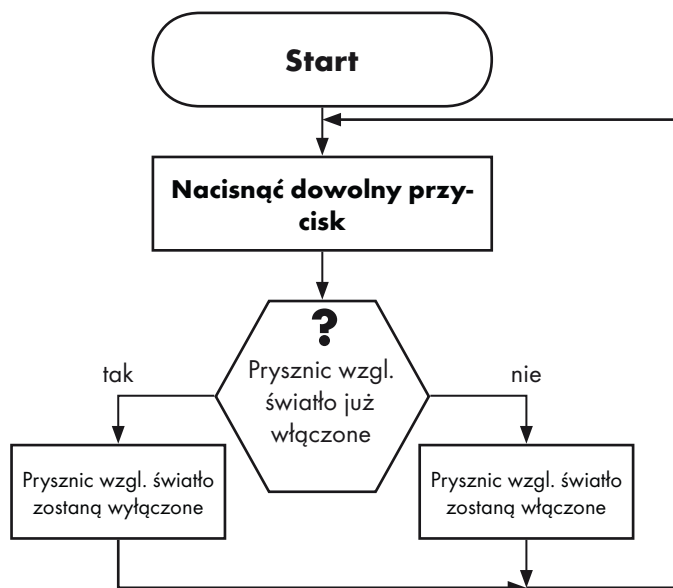 Start
Nacisnąć dowolny przy-
cisk
?
Prysznic wzgl.
światło już
włączone
tak
nie
Prysznic wzgl. światło
zostaną wyłączone
Prysznic wzgl. światło
zostaną włączone